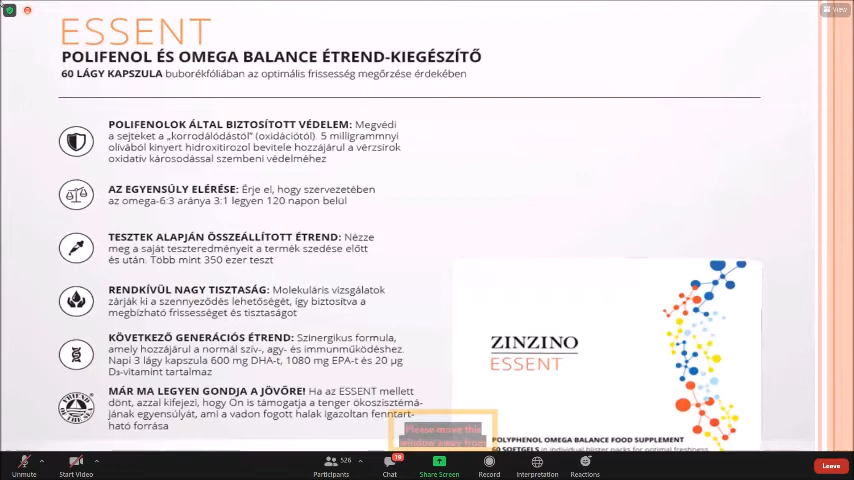 View
ESSENT
POLIFENOL ÉS OMEGA BALANCE ÉTREND-KIEGÉSZÍTŐ
60 LÁGY KAPSZULA buborékfóliában az optimális frissesség megőrzése érdekében
POLIFENOLOK ÁLTAL BIZTOSÍTOTT VÉDELEM: Megvédi
a sejteket a „korrodálódástól" (oxidációtól). 5 milligrammnyi
olívából kinyert hidroxitirozol bevitele hozzájárul a vérzsírok
oxidatív károsodással szembeni védelméhez
AZ EGYENSÚLY ELÉRÉSE: Érje el, hogy szervezetében
az omega-6:3 aránya 3:1 legyen 120 napon belül
TESZTEK ALAPJÁN ÖSSZEÁLLÍTOTT ÉTREND: Nézze
meg a saját teszteredményeit a termék szedése előtt
és után. Több mint 350 ezer teszt
RENDKÍVÜL NAGY TISZTASÁG: Molekuláris vizsgálatok
zárják ki a szennyeződés lehetőségét, így biztosítva a
megbízható frissességet és tisztaságot
KÖVETKEZŐ GENERÁCIÓS ÉTREND: Szinergikus formula,
amely hozzájárul a normál szív-, agy- és immunműködéshez.
Napi 3 lágy kapszula 600 mg DHA-t, 1080 mg EPA-t és 20 µg
D₃-vitamint tartalmaz
MÁR MA LEGYEN GONDJA A JÖVŐRE! Ha az ESSENT mellett
dönt, azzal kifejezi, hogy Ön is támogatja a tenger ökoszisztémá-
jának egyensúlyát, ami a vadon fogott halak igazoltan fenntart-
ható forrása
FRIEND OF THE SEA
ZINZINO
ESSENT
Please move this
window away from
POLYPHENOL OMEGA BALANCE FOOD SUPPLEMENT
60 SOFTGELS in individual blister packs for optimal freshness
Unmute
Start Video
526
Participants
19
Chat
Share Screen
Record
Interpretation
Reactions
Leave